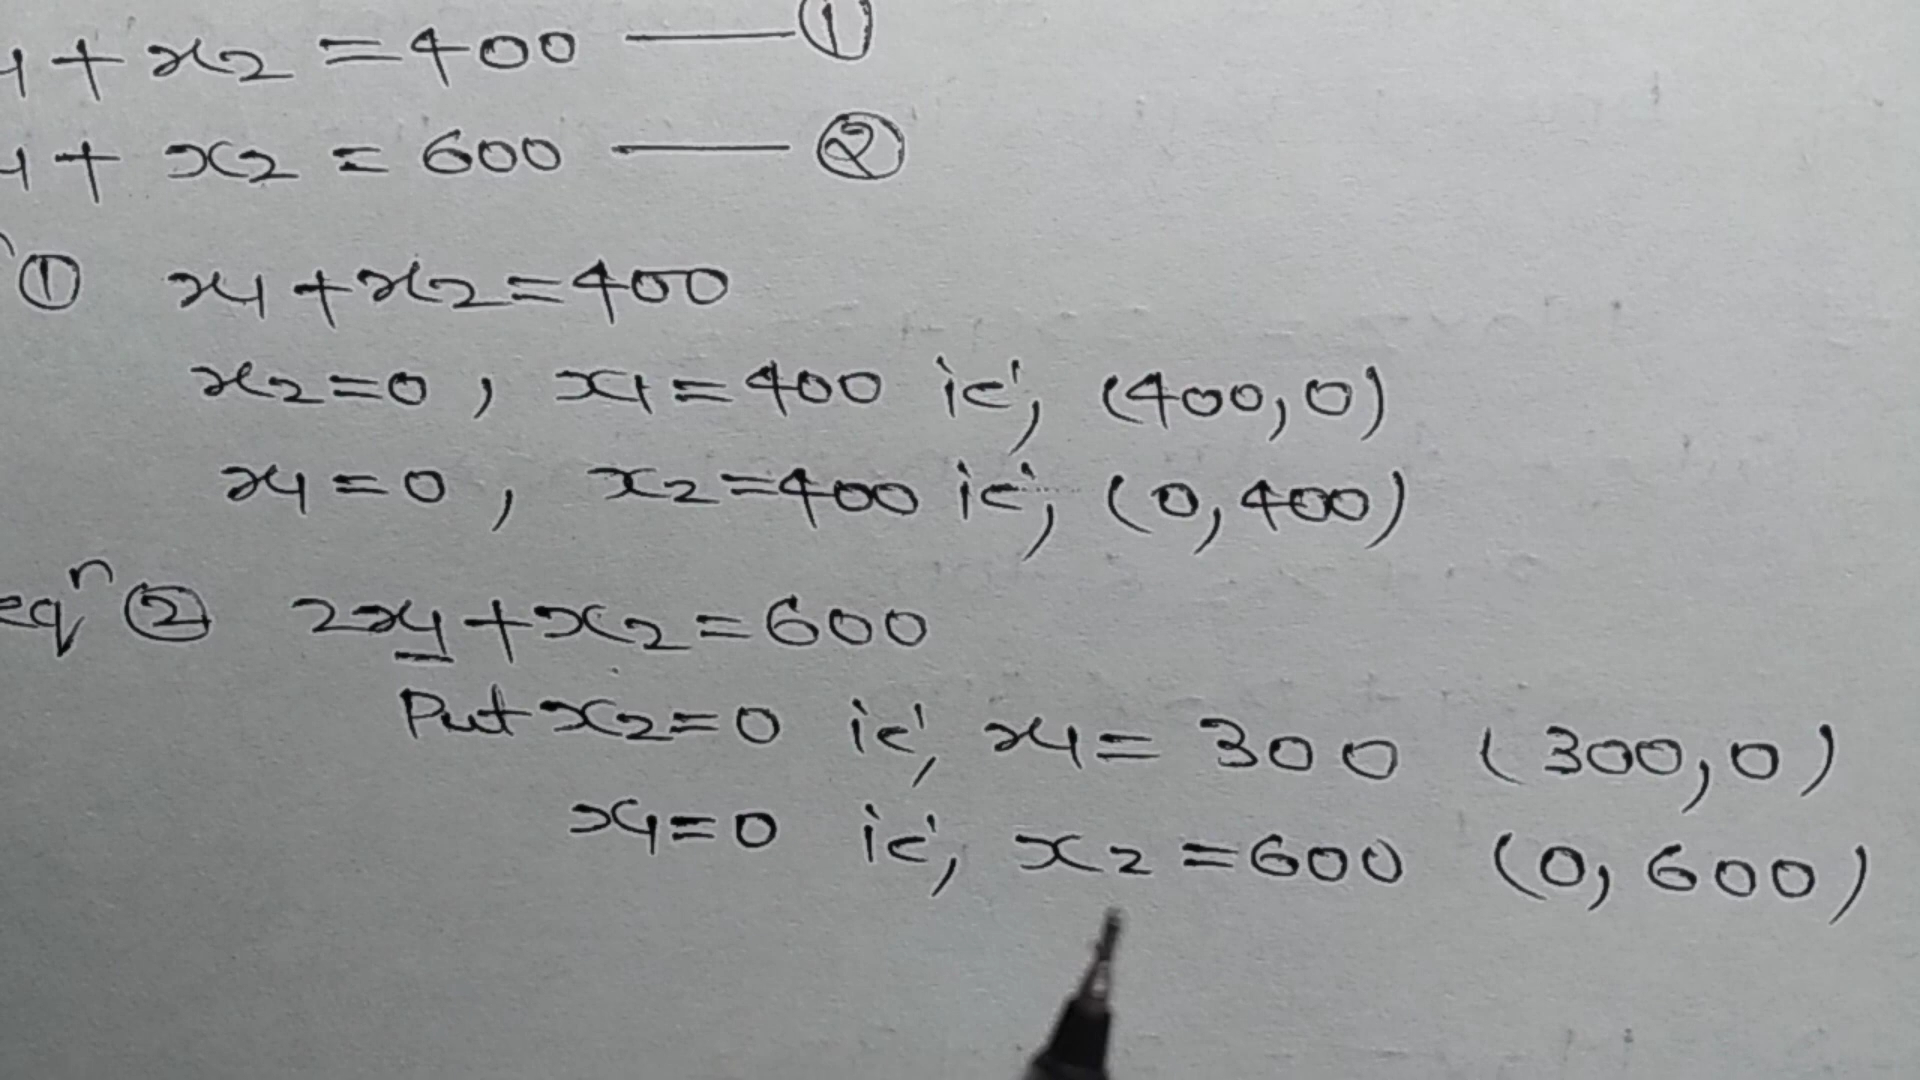 + x2 = 400 —— ①
+ x2 = 600 —— ②
① x1 + x2 = 400
x2 = 0 , x1 = 400 ie', (400, 0)
x1 = 0 , x2 = 400 ie', (0, 400)
eqn ② 2x1 + x2 = 600
Put x2 = 0 ie', x1 = 300 (300, 0)
x1 = 0 ie', x2 = 600 (0, 600)